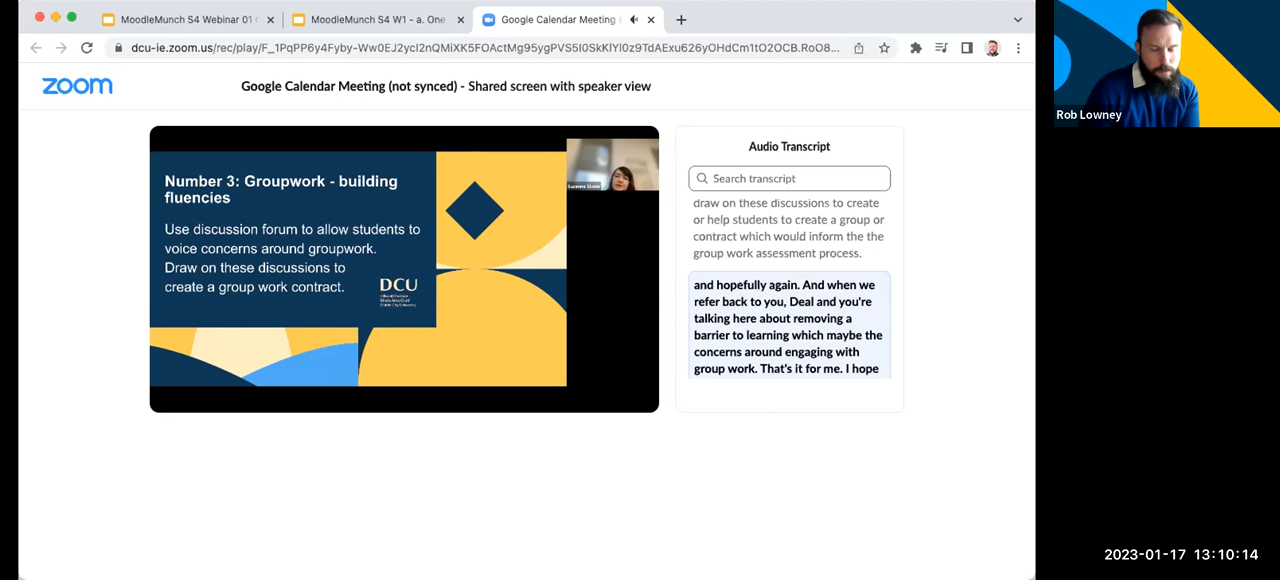 MoodleMunch S4 Webinar 01
MoodleMunch S4 W1 - a. One
Google Calendar Meeting
dcu-ie.zoom.us/rec/play/F_1PqPP6y4Fyby-Ww0EJ2ycI2nQMiXK5FOActMg95ygPVS5I0SkKIYI0z9TdAExu626yOHdCm1tO2OCB.RoO8...
zoom
Google Calendar Meeting (not synced) - Shared screen with speaker view
Number 3: Groupwork - building
fluencies
Use discussion forum to allow students to
voice concerns around groupwork.
Draw on these discussions to
create a group work contract.
DCU
Audio Transcript
Search transcript
draw on these discussions to create
or help students to create a group or
contract which would inform the the
group work assessment process.
and hopefully again. And when we
refer back to you, Deal and you're
talking here about removing a
barrier to learning which maybe the
concerns around engaging with
group work. That's it for me. I hope
Rob Lowney
2023-01-17 13:10:14